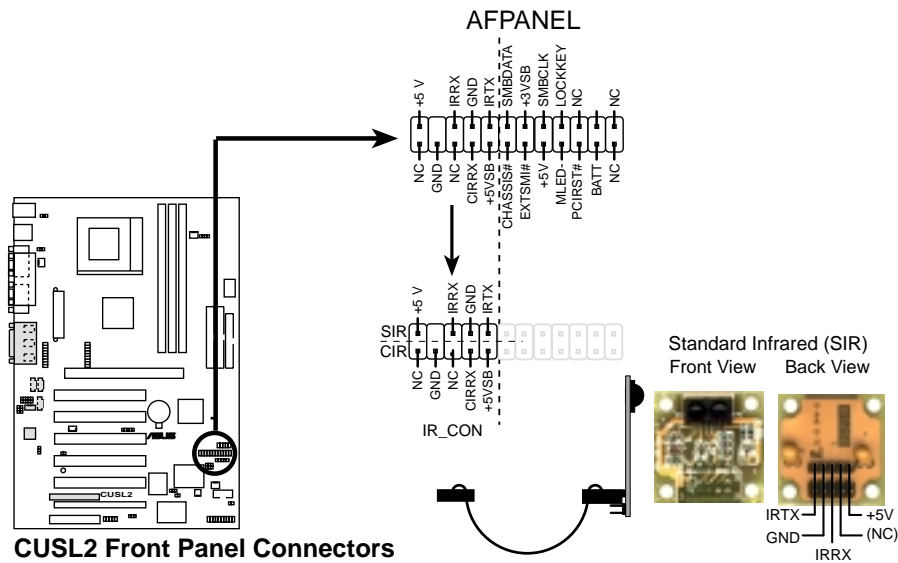 AFPANEL
+5 V
IRRX
GND
IRTX
SMBDATA
+3VSB
SMBCLK
LOCKKEY
NC
NC
NC
GND
NC
CIRRX
+5VSB
CHASSIS#
EXTSMI#
+5V
MLED-
PCIRST#
BATT
NC
+5 V
IRRX
GND
IRTX
SIR
CIR
NC
GND
NC
CIRRX
+5VSB
IR_CON
Standard Infrared (SIR)
Front View Back View
IRTX
GND
IRRX
+5V
(NC)
/ISUS
CUSL2
CUSL2 Front Panel Connectors